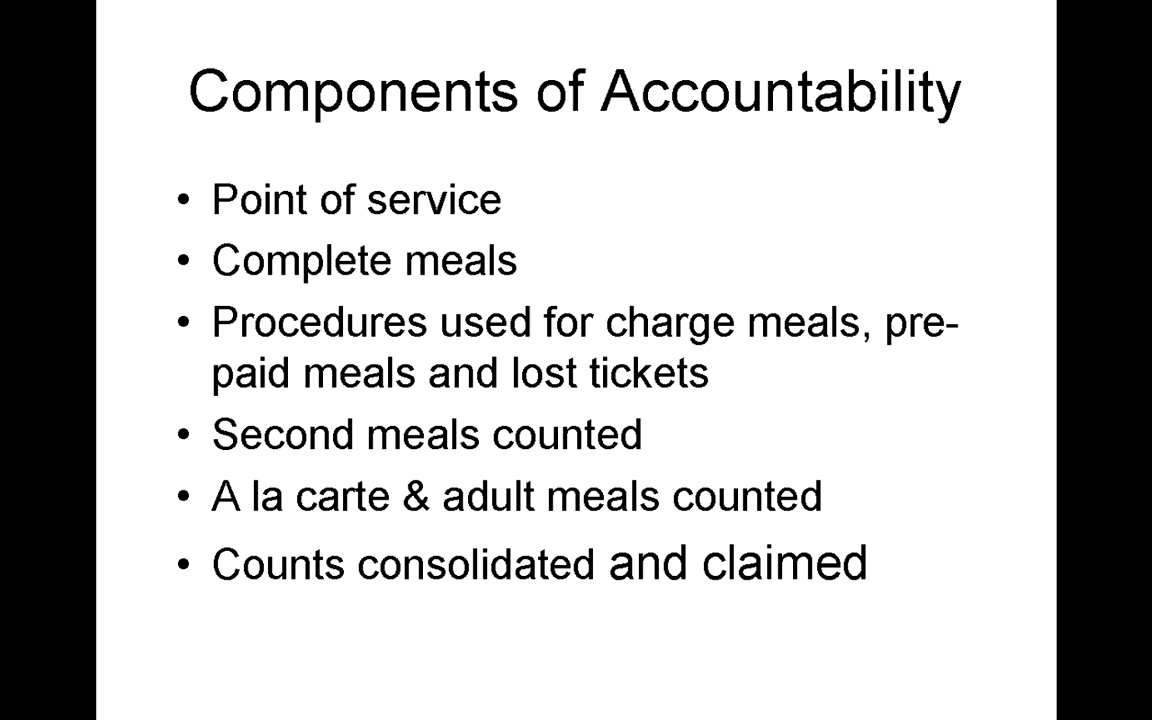 Components of Accountability
• Point of service
• Complete meals
• Procedures used for charge meals, pre-
paid meals and lost tickets
• Second meals counted
• A la carte & adult meals counted
• Counts consolidated and claimed